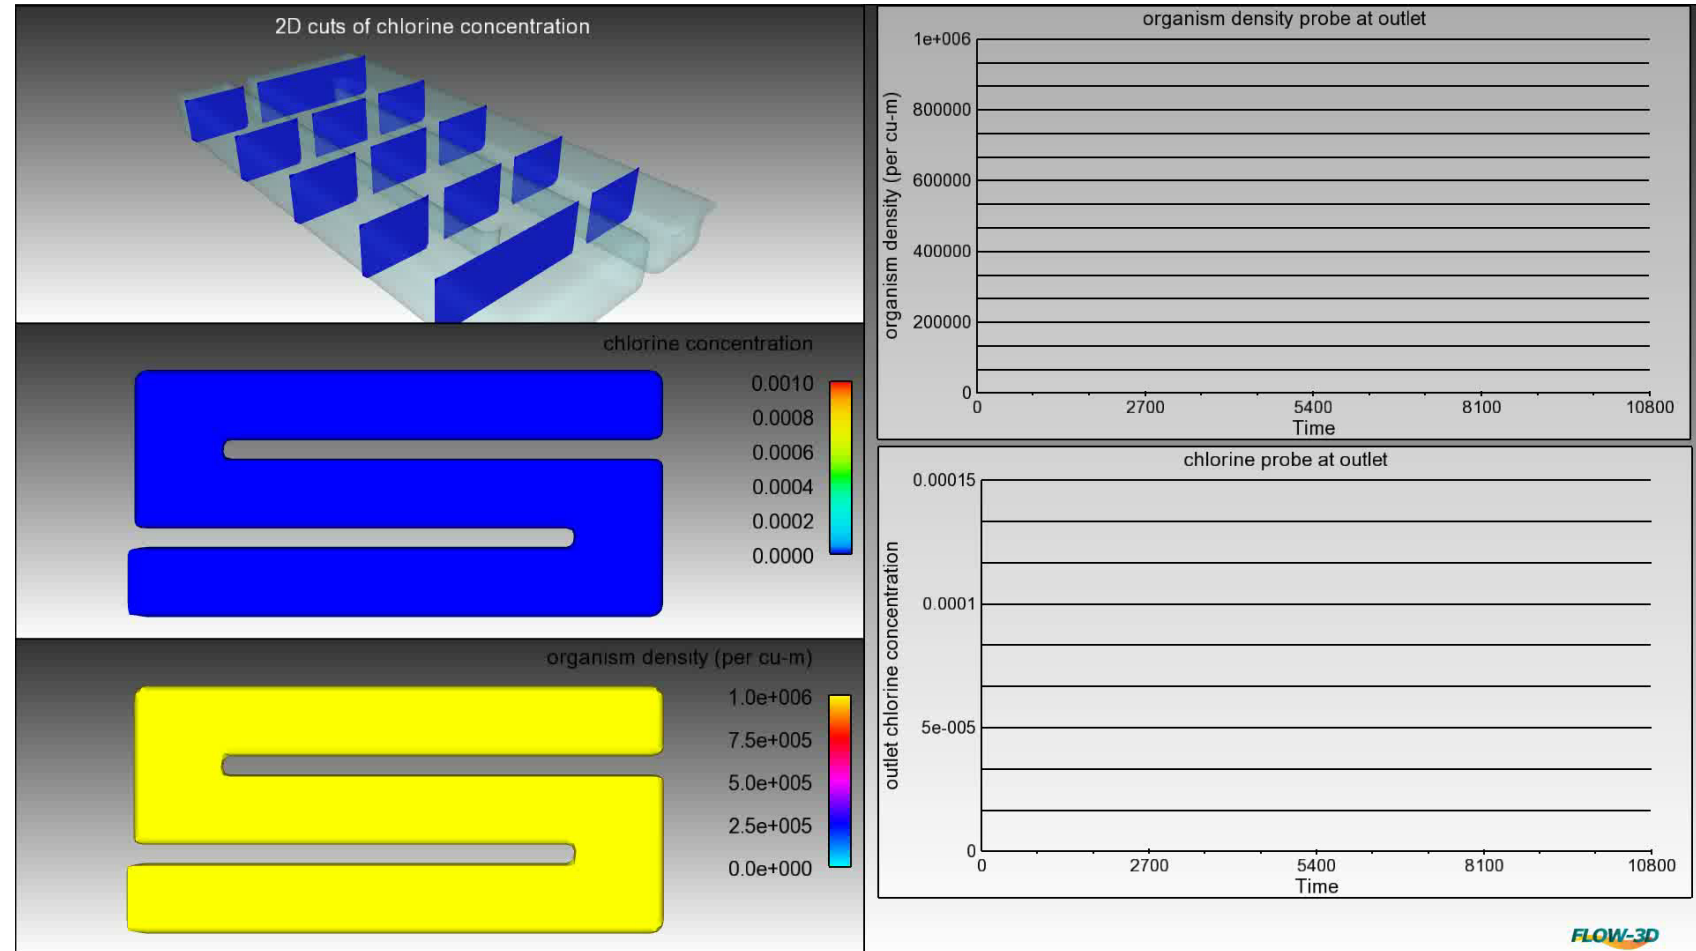 2D cuts of chlorine concentration
chlorine concentration
0.0010
0.0008
0.0006
0.0004
0.0002
0.0000
organism density (per cu-m)
1.0e+006
7.5e+005
5.0e+005
2.5e+005
0.0e+000
organism density probe at outlet
organism density (per cu-m)
1e+006
800000
600000
400000
200000
0
0 2700 5400 8100 10800
Time
chlorine probe at outlet
outlet chlorine concentration
0.00015
0.0001
5e-005
0
0 2700 5400 8100 10800
Time
FLOW-3D